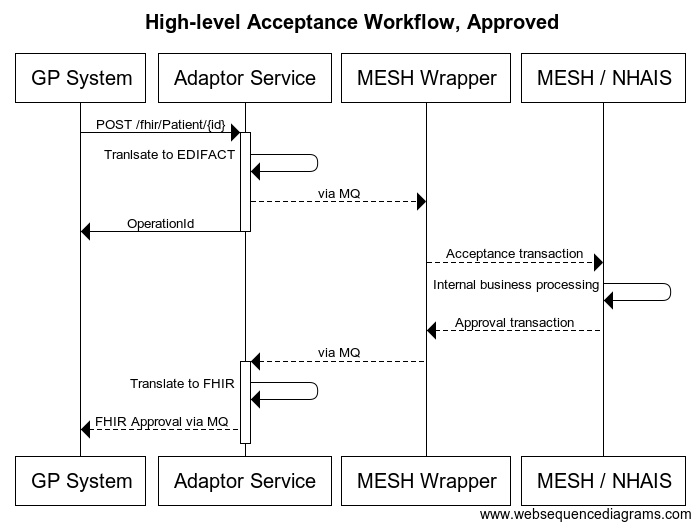 High-level Acceptance Workflow, Approved
GP System
Adaptor Service
MESH Wrapper
MESH / NHAIS
POST /fhir/Patient/{id}
Tranlsate to EDIFACT
via MQ
OperationId
Acceptance transaction
Internal business processing
Approval transaction
via MQ
Translate to FHIR
FHIR Approval via MQ
GP System
Adaptor Service
MESH Wrapper
MESH / NHAIS
www.websequencediagrams.com